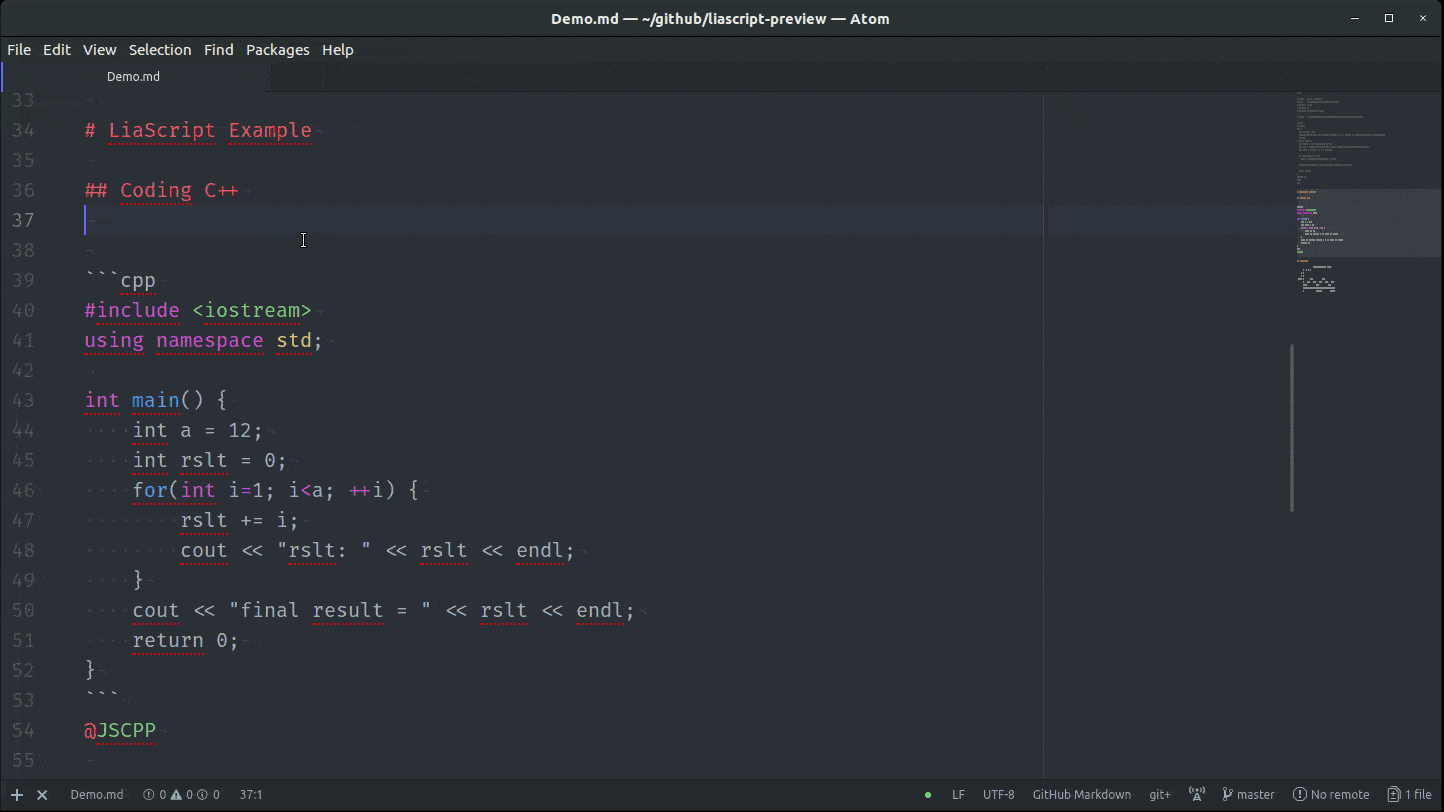 Demo.md — ~/github/liascript-preview — Atom
File Edit View Selection Find Packages Help
Demo.md
33
34 # LiaScript Example
35
36 ## Coding C++
37
38
39 ```cpp
40 #include <iostream>
41 using namespace std;
42
43 int main() {
44     int a = 12;
45     int rslt = 0;
46     for(int i=1; i<a; ++i) {
47         rslt += i;
48         cout << "rslt: " << rslt << endl;
49     }
50     cout << "final result = " << rslt << endl;
51     return 0;
52 }
53 ```
54 @JSCPP
55
Demo.md 0 0 0 37:1 LF UTF-8 GitHub Markdown git+ master No remote 1 file